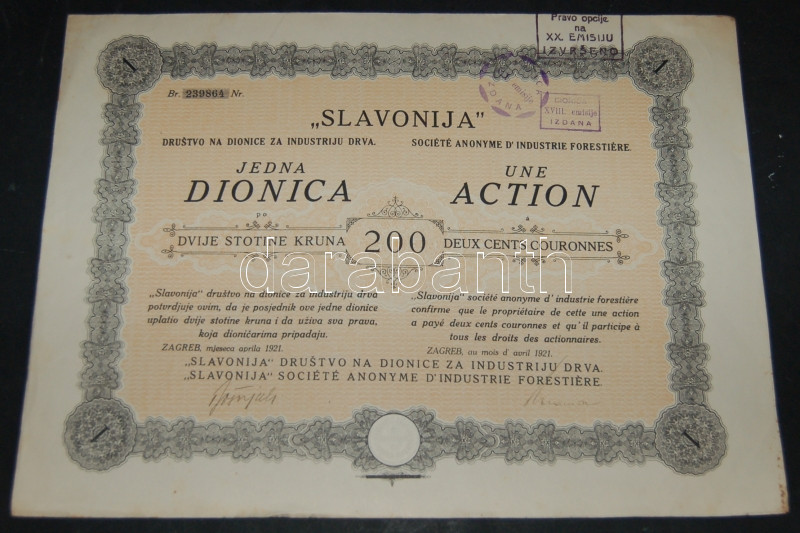 Pravo opcije
na
XX. EMISIJU
IZVRŠENO
Br. 239864 Nr.
DIONICA
XVIII. emisije
IZDANA
„SLAVONIJA"
DRUŠTVO NA DIONICE ZA INDUSTRIJU DRVA.
SOCIÉTÉ ANONYME D' INDUSTRIE FORESTIÈRE.
JEDNA
DIONICA
po
DVIJE STOTINE KRUNA
UNE
ACTION
à
DEUX CENTS COURONNES
200
darabanth
„Slavonija" društvo na dionice za industriju drva
potvrdjuje ovim, da je posjednik ove jedne dionice
uplatio dvije stotine kruna i da uživa sva prava,
koja dioničarima pripadaju.
ZAGREB, mjeseca aprila 1921.
„Slavonija" société anonyme d' industrie forestière
confirme que le propriétaire de cette une action
a payé deux cents couronnes et qu'il participe à
tous les droits des actionnaires.
ZAGREB, au mois d avril 1921.
„SLAVONIJA" DRUŠTVO NA DIONICE ZA INDUSTRIJU DRVA.
„SLAVONIJA" SOCIÉTÉ ANONYME D'INDUSTRIE FORESTIÈRE.